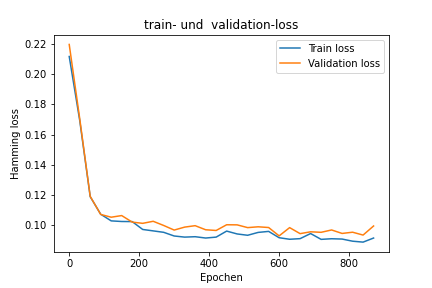 train- und  validation-loss
Train loss
Validation loss
Hamming loss
0.22
0.20
0.18
0.16
0.14
0.12
0.10
0 200 400 600 800
Epochen